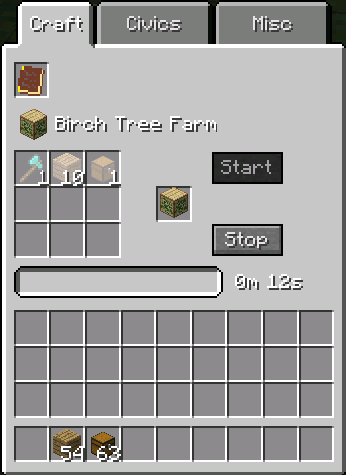 Craft Civics Misc
Birch Tree Farm
1 10 1
Start
Stop
0m 12s
54 63